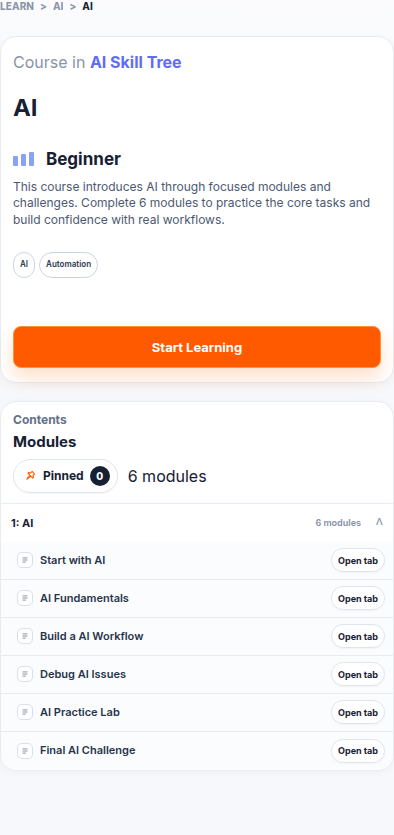 LEARN > AI > AI
Course in AI Skill Tree
AI
Beginner
This course introduces AI through focused modules and
challenges. Complete 6 modules to practice the core tasks and
build confidence with real workflows.
AI Automation
Start Learning
Contents
Modules
Pinned 0 6 modules
1: AI 6 modules
Start with AI Open tab
AI Fundamentals Open tab
Build a AI Workflow Open tab
Debug AI Issues Open tab
AI Practice Lab Open tab
Final AI Challenge Open tab